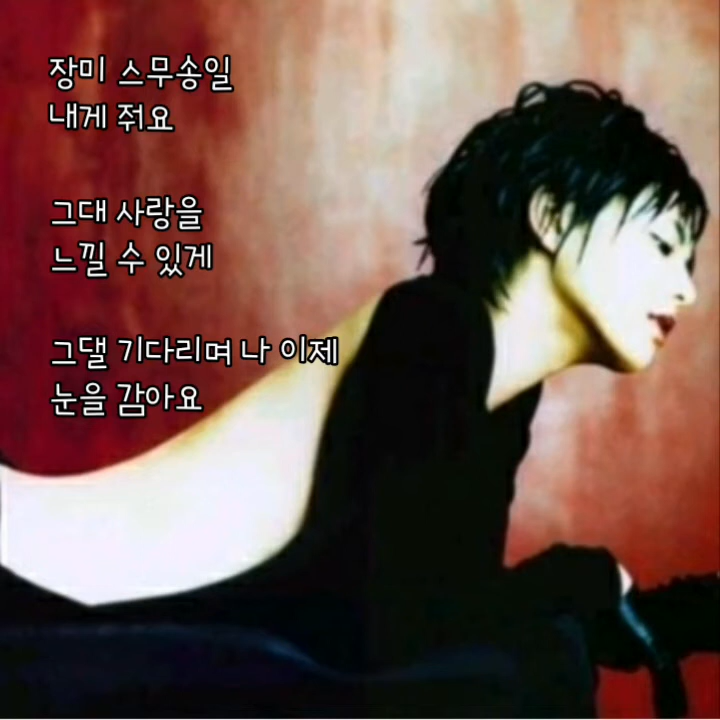 장미 스무송일
내게 줘요
그대 사랑을
느낄 수 있게
그댈 기다리며 나 이제
눈을 감아요